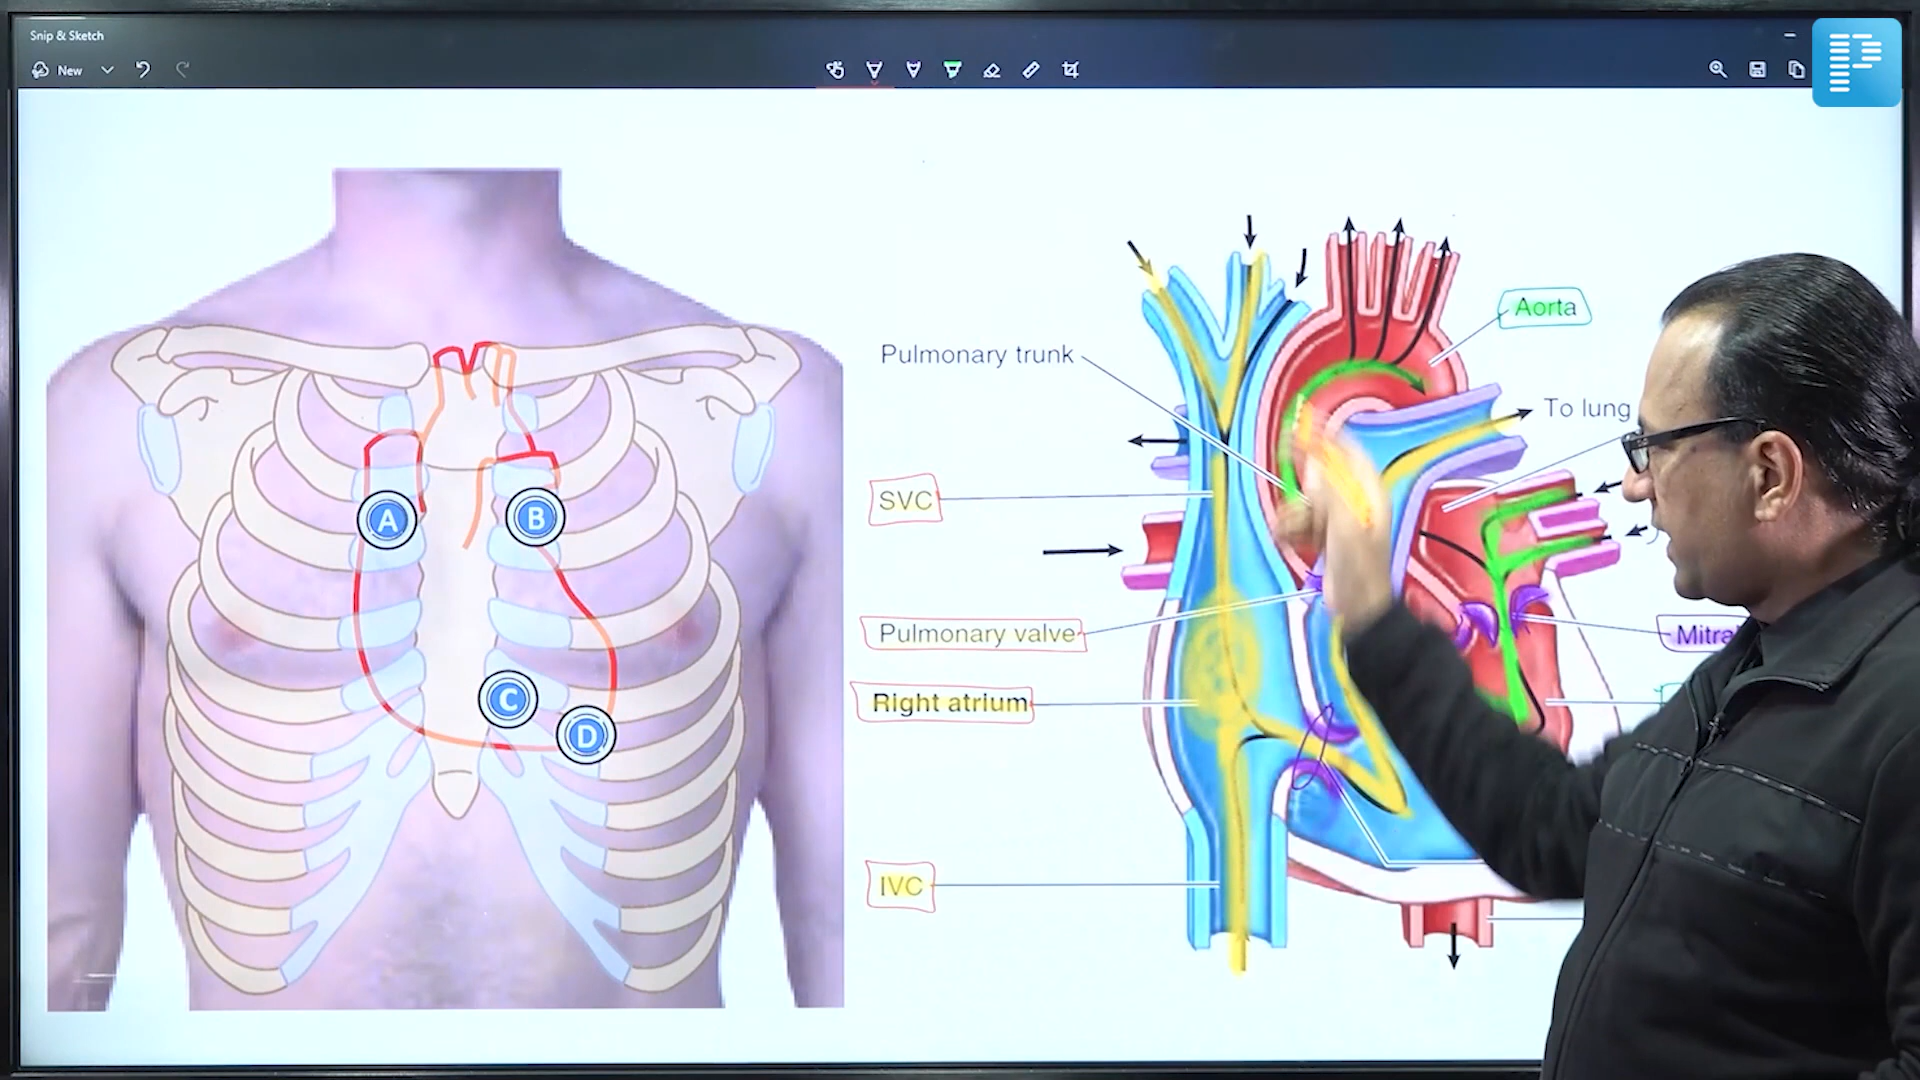 Snip & Sketch
New
P
Aorta
Pulmonary trunk
To lung
SVC
A
B
Pulmonary valve
Mitra
Right atrium
C
D
IVC